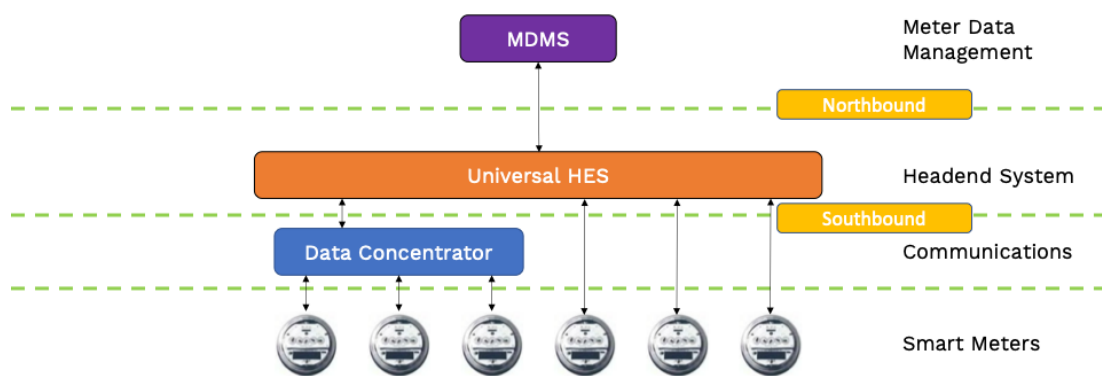 MDMS
Meter Data
Management
Northbound
Universal HES
Headend System
Southbound
Data Concentrator
Communications
Smart Meters